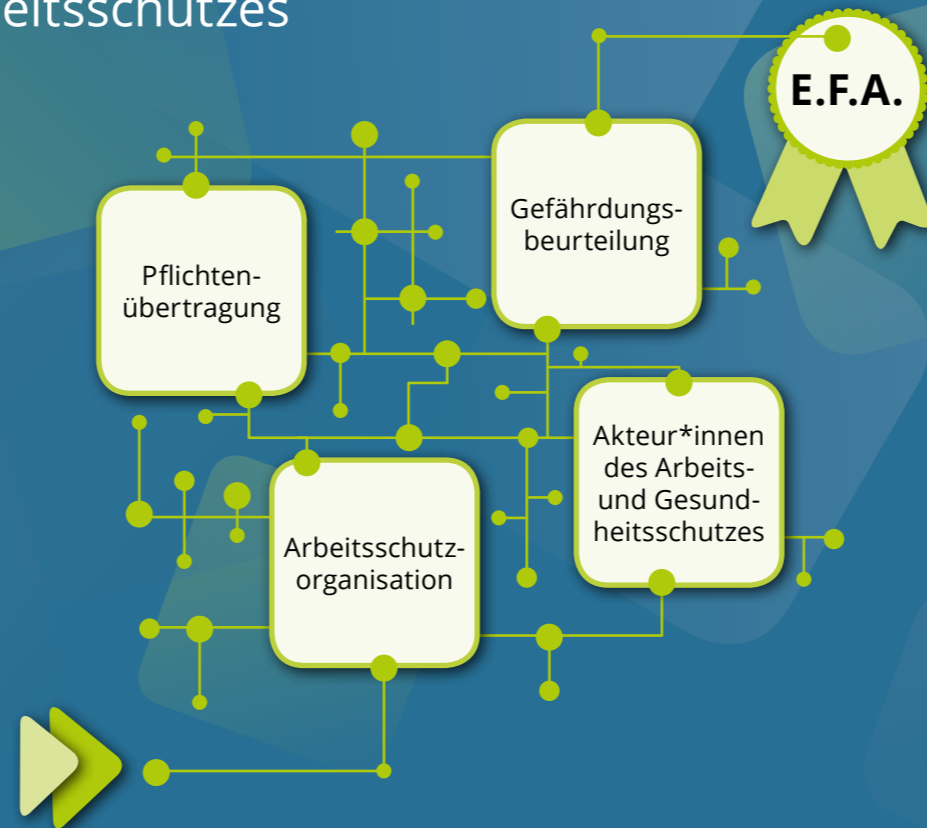 eitsschutzes
E.F.A.
Gefährdungs-
beurteilung
Pflichten-
übertragung
Akteur*innen
des Arbeits-
und Gesund-
heitsschutzes
Arbeitsschutz-
organisation